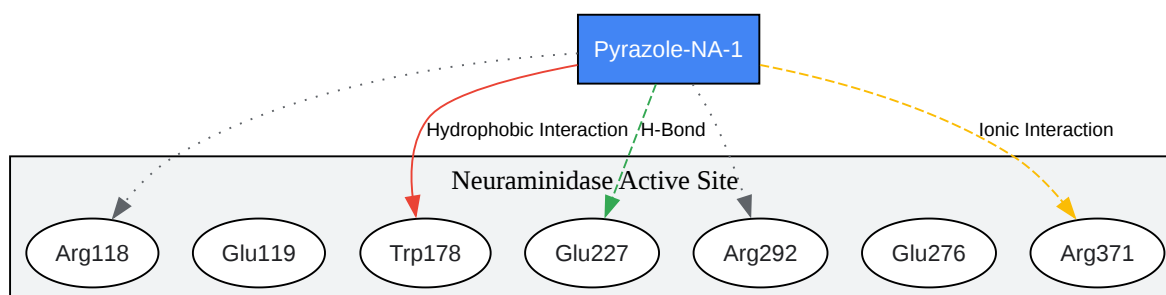 Pyrazole-NA-1
Hydrophobic Interaction
H-Bond
Ionic Interaction
Neuraminidase Active Site
Arg118
Glu119
Trp178
Glu227
Arg292
Glu276
Arg371